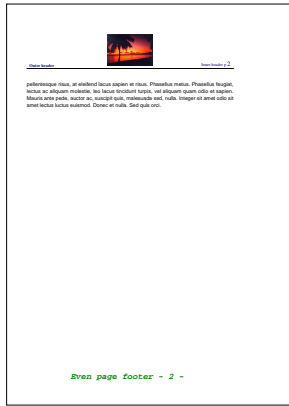 Outer header
Inner header p.2
pellentesque risus, at eleifend lacus sapien et risus. Phasellus metus. Phasellus feugiat,
lectus ac aliquam molestie, leo lacus tincidunt turpis, vel aliquam quam odio et sapien.
Mauris ante pede, auctor ac, suscipit quis, malesuada sed, nulla. Integer sit amet odio sit
amet lectus luctus euismod. Donec et nulla. Sed quis orci.
Even page footer - 2 -